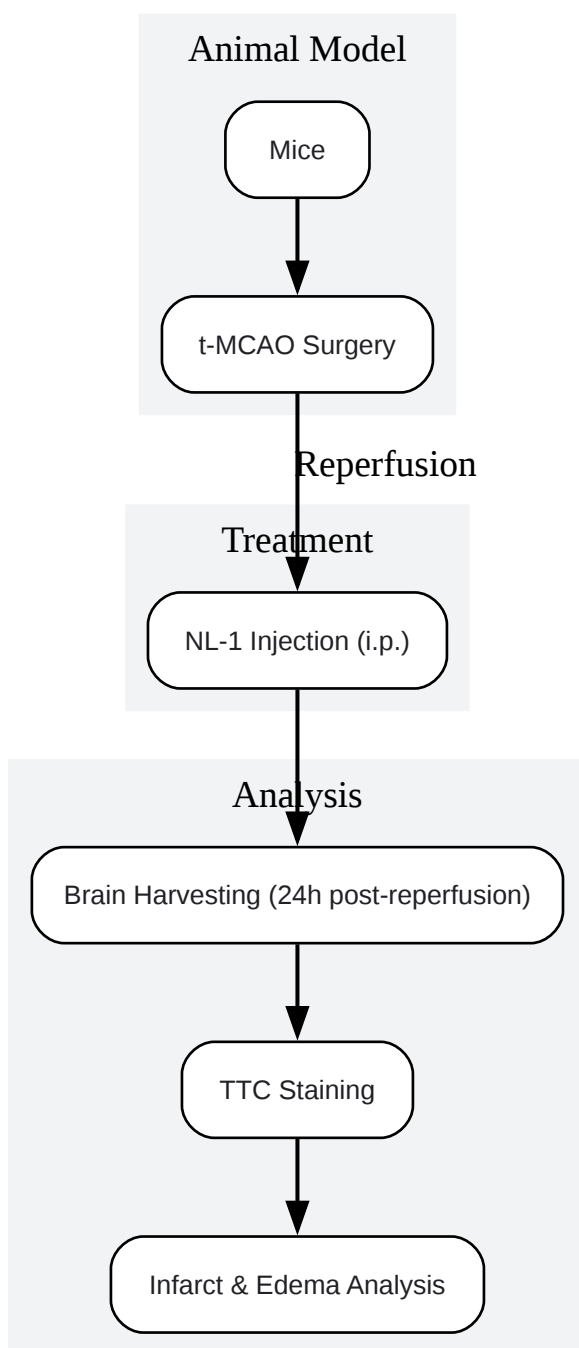 Animal Model
Mice
t-MCAO Surgery
Reperfusion
Treatment
NL-1 Injection (i.p.)
Analysis
Brain Harvesting (24h post-reperfusion)
TTC Staining
Infarct & Edema Analysis